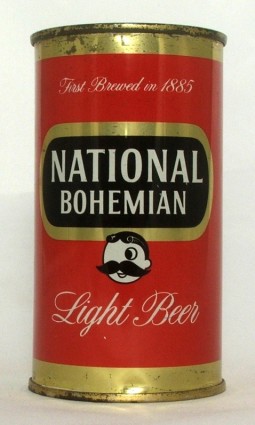 First Brewed in 1885
NATIONAL
BOHEMIAN
Light Beer